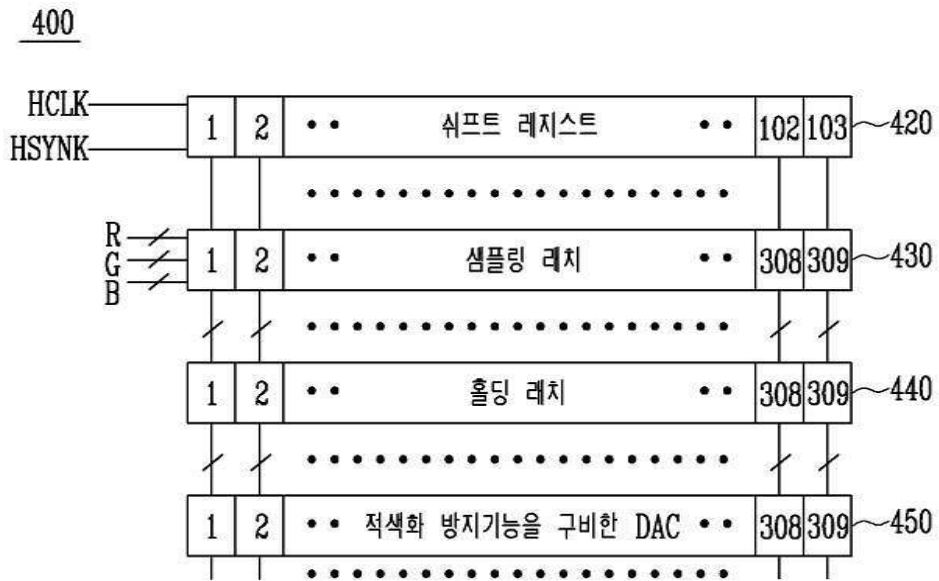 400
HCLK
HSYNK
1 2 •• 쉬프트 레지스트 •• 102 103 420
R
G
B
1 2 •• 샘플링 래치 •• 308 309 430
1 2 •• 홀딩 래치 •• 308 309 440
1 2 •• 적색화 방지기능을 구비한 DAC •• 308 309 450